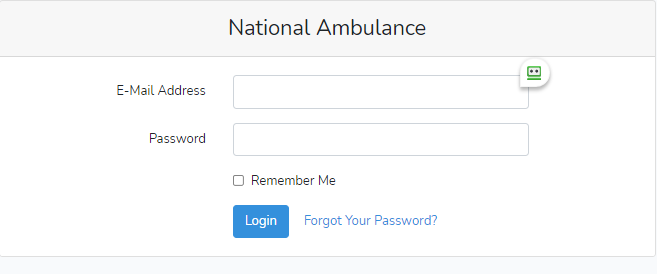 National Ambulance
E-Mail Address
Password
Remember Me
Login Forgot Your Password?